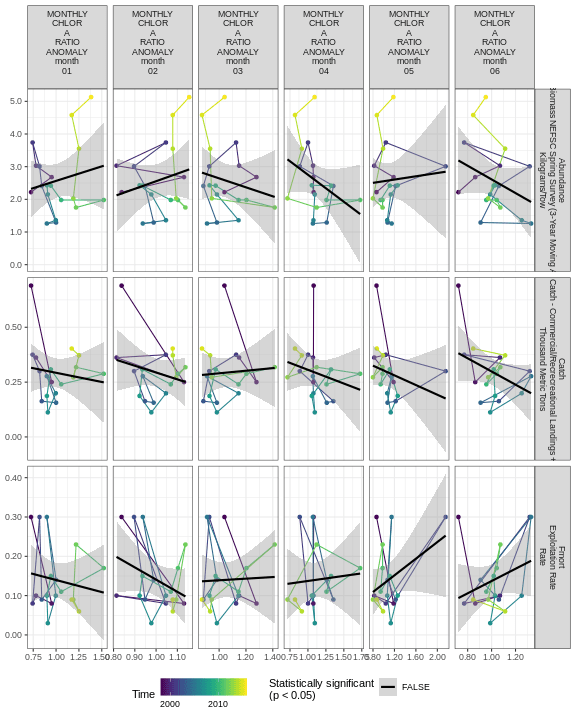 MONTHLY
CHLOR
A
RATIO
ANOMALY
month
01
MONTHLY
CHLOR
A
RATIO
ANOMALY
month
02
MONTHLY
CHLOR
A
RATIO
ANOMALY
month
03
MONTHLY
CHLOR
A
RATIO
ANOMALY
month
04
MONTHLY
CHLOR
A
RATIO
ANOMALY
month
05
MONTHLY
CHLOR
A
RATIO
ANOMALY
month
06
5.0
4.0
3.0
2.0
1.0
0.0
Abundance
Biomass NEFSC Spring Survey (3-Year Moving
Kilograms/Tow
0.50
0.25
0.00
Catch
Catch - Commercial/Recreational Landings +
Thousand Metric Tons
0.40
0.30
0.20
0.10
0.00
Fmort
Exploitation Rate
Rate
0.75 1.00 1.25 1.50
0.80 0.90 1.00 1.10
1.00 1.20 1.40
0.75 1.00 1.25 1.50 1.75
0.80 1.20 1.60 2.00
0.80 1.00 1.20
Time
2000 2010
Statistically significant
(p < 0.05)
FALSE